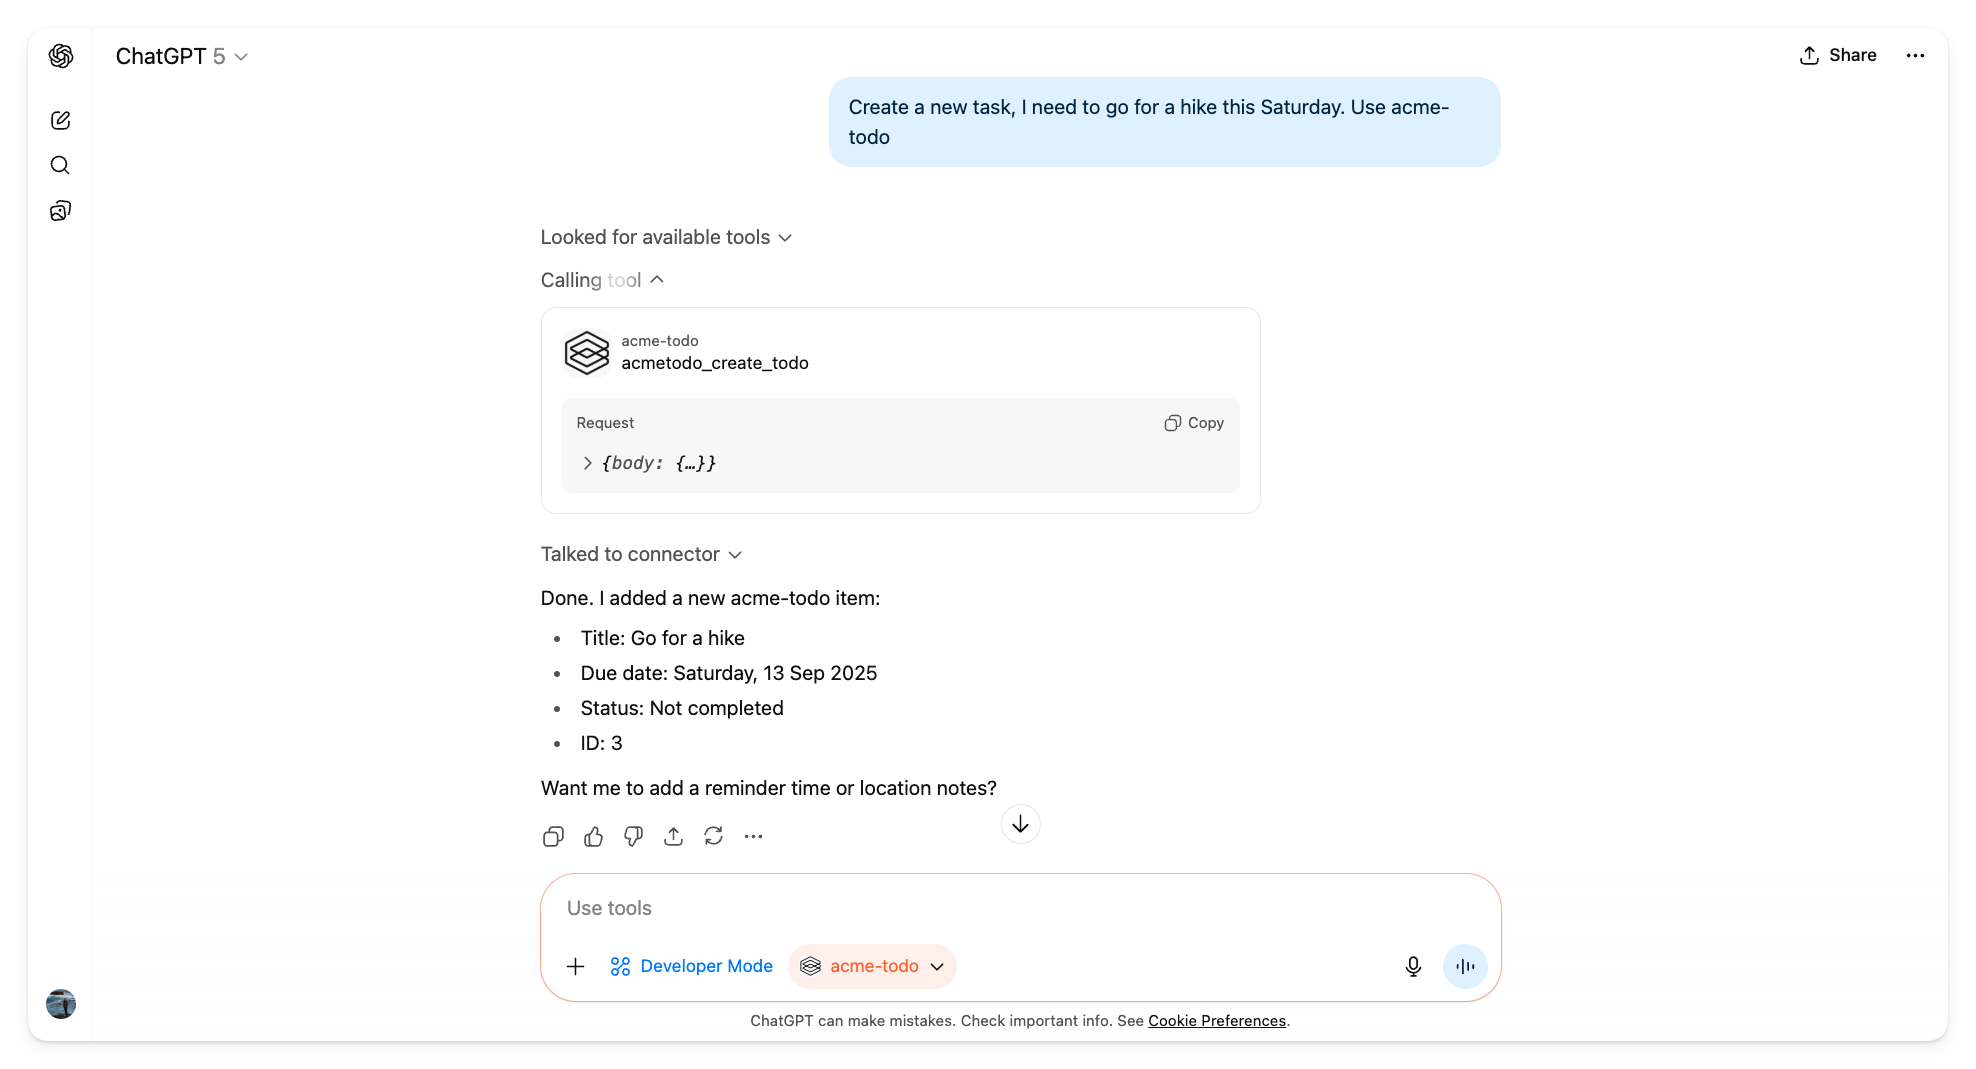 ChatGPT 5
Share
Create a new task, I need to go for a hike this Saturday. Use acme-
todo
Looked for available tools
Calling tool
acme-todo
acmetodo_create_todo
Request
Copy
{body: {…}}
Talked to connector
Done. I added a new acme-todo item:
• Title: Go for a hike
• Due date: Saturday, 13 Sep 2025
• Status: Not completed
• ID: 3
Want me to add a reminder time or location notes?
Use tools
Developer Mode
acme-todo
ChatGPT can make mistakes. Check important info. See Cookie Preferences.